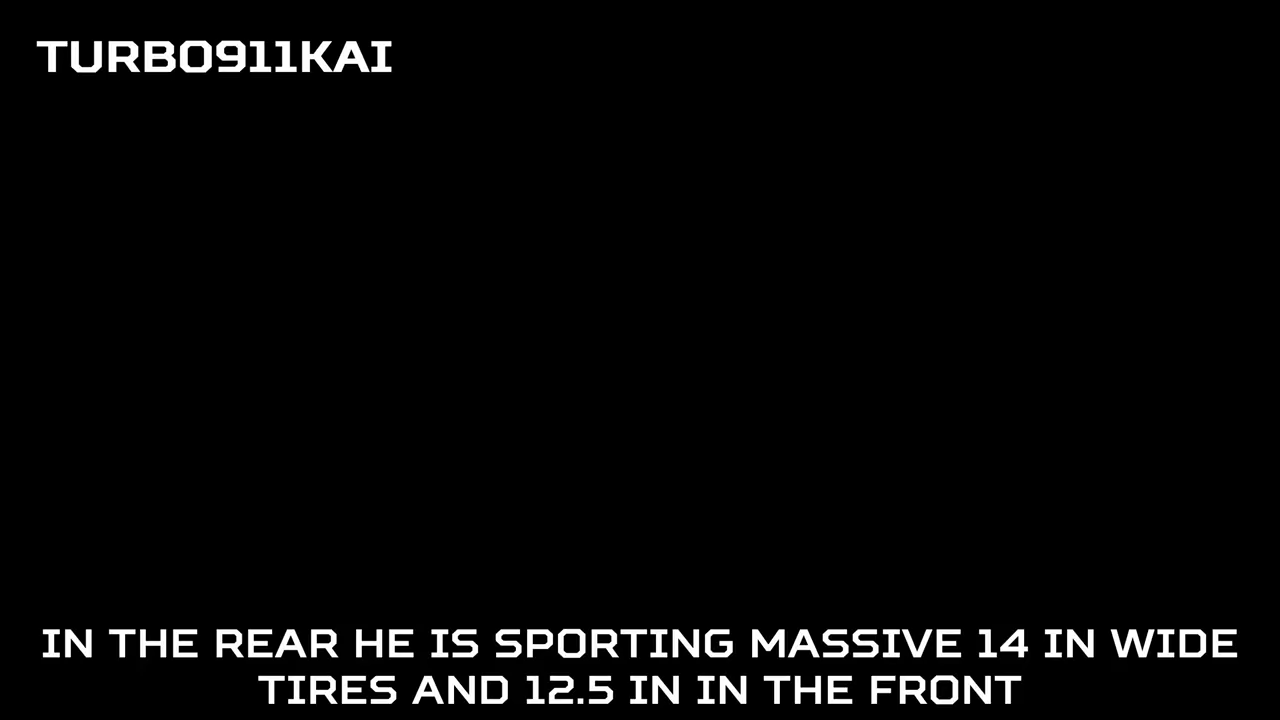 TURBO911KAI
IN THE REAR HE IS SPORTING MASSIVE 14 IN WIDE
TIRES AND 12.5 IN IN THE FRONT